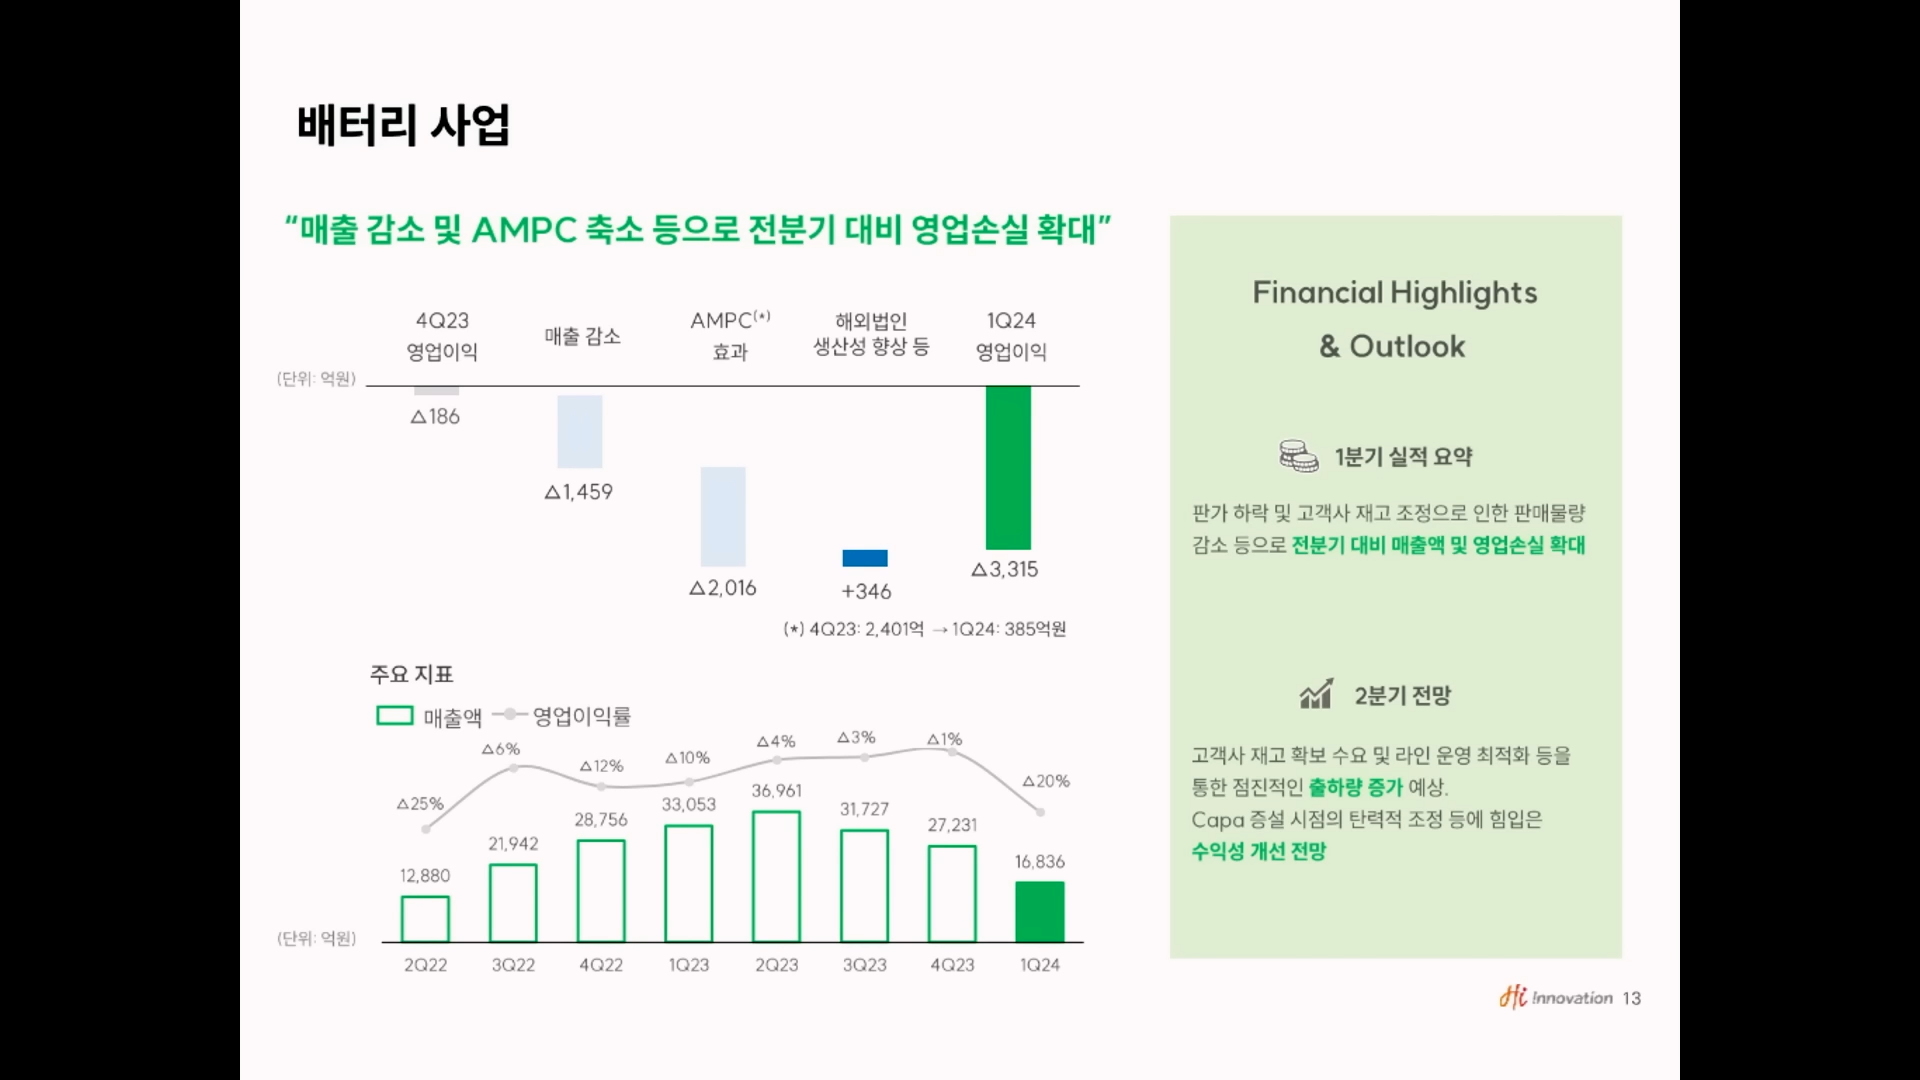 배터리 사업
“매출 감소 및 AMPC 축소 등으로 전분기 대비 영업손실 확대”
4Q23
영업이익
매출 감소
AMPC(*)
효과
해외법인
생산성 향상 등
1Q24
영업이익
(단위: 억원)
△186
△1,459
△2,016
+346
△3,315
(*) 4Q23: 2,401억 → 1Q24: 385억원
주요 지표
매출액
영업이익률
△25%
△6%
△12%
△10%
△4%
△3%
△1%
△20%
12,880
21,942
28,756
33,053
36,961
31,727
27,231
16,836
(단위: 억원)
2Q22
3Q22
4Q22
1Q23
2Q23
3Q23
4Q23
1Q24
Financial Highlights
& Outlook
1분기 실적 요약
판가 하락 및 고객사 재고 조정으로 인한 판매물량
감소 등으로 전분기 대비 매출액 및 영업손실 확대
2분기 전망
고객사 재고 확보 수요 및 라인 운영 최적화 등을
통한 점진적인 출하량 증가 예상.
Capa 증설 시점의 탄력적 조정 등에 힘입은
수익성 개선 전망
Hi Innovation 13